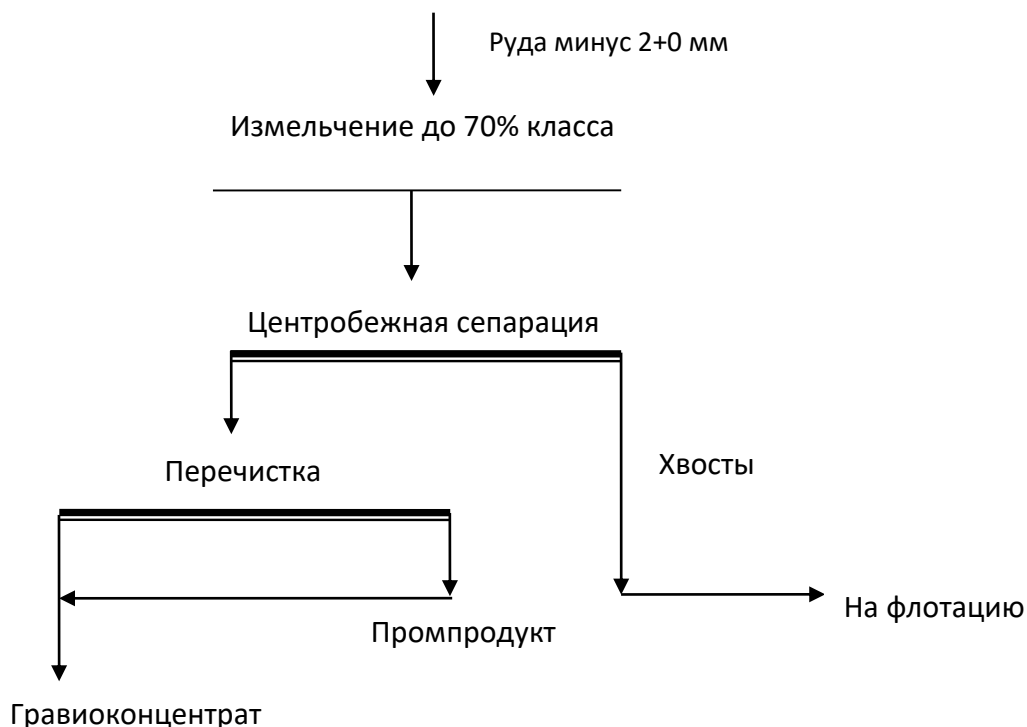 Руда минус 2+0 мм
Измельчение до 70% класса
Центробежная сепарация
Перечистка
Хвосты
На флотацию
Промпродукт
Гравиоконцентрат